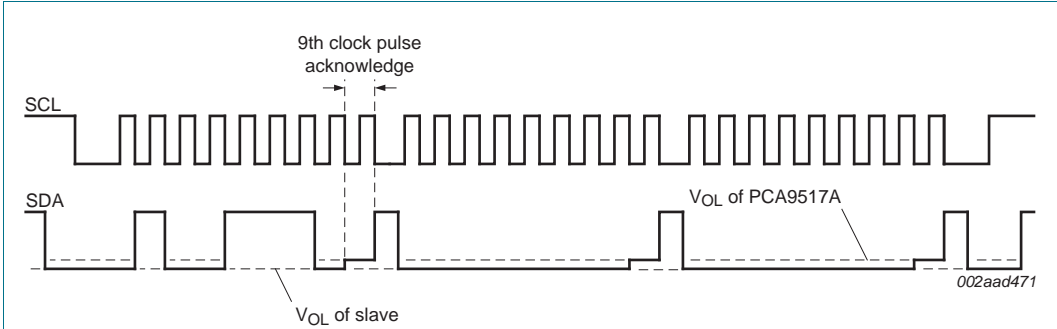 9th clock pulse
acknowledge
SCL
SDA
VOL of PCA9517A
002aad471
VOL of slave